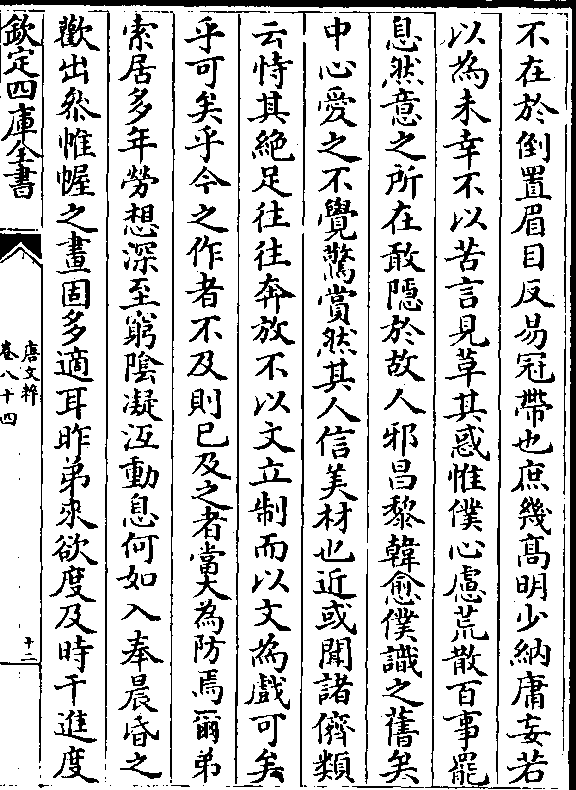 不在於倒置眉目反易冠帶也庶幾髙明少納庸妄若
以為未幸不以苦言見革其惑惟僕心慮荒散百事罷
息然意之所在敢隱於故人邪昌黎韓愈僕識之舊矣
中心愛之不覺驚賞然其人信美材也近或聞諸儕類
云恃其絶足往往奔放不以文立制而以文為戲可矣
乎可矣乎今之作者不及則已及之者當大為防焉爾弟
索居多年勞想深至窮陰凝沍動息何如入奉晨昏之
歡出叅帷幄之畫固多適耳昨弟來欲度及時干進度
欽定四庫全書
唐文粹
卷八十四
十二